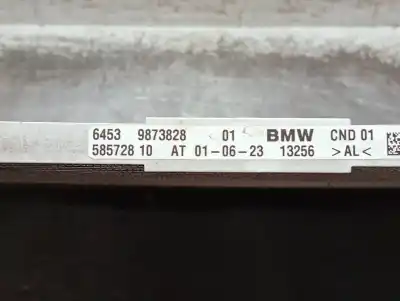 6453 9873828 01 BMW CND 01
585728 10 AT 01-06-23 13256 >AL<